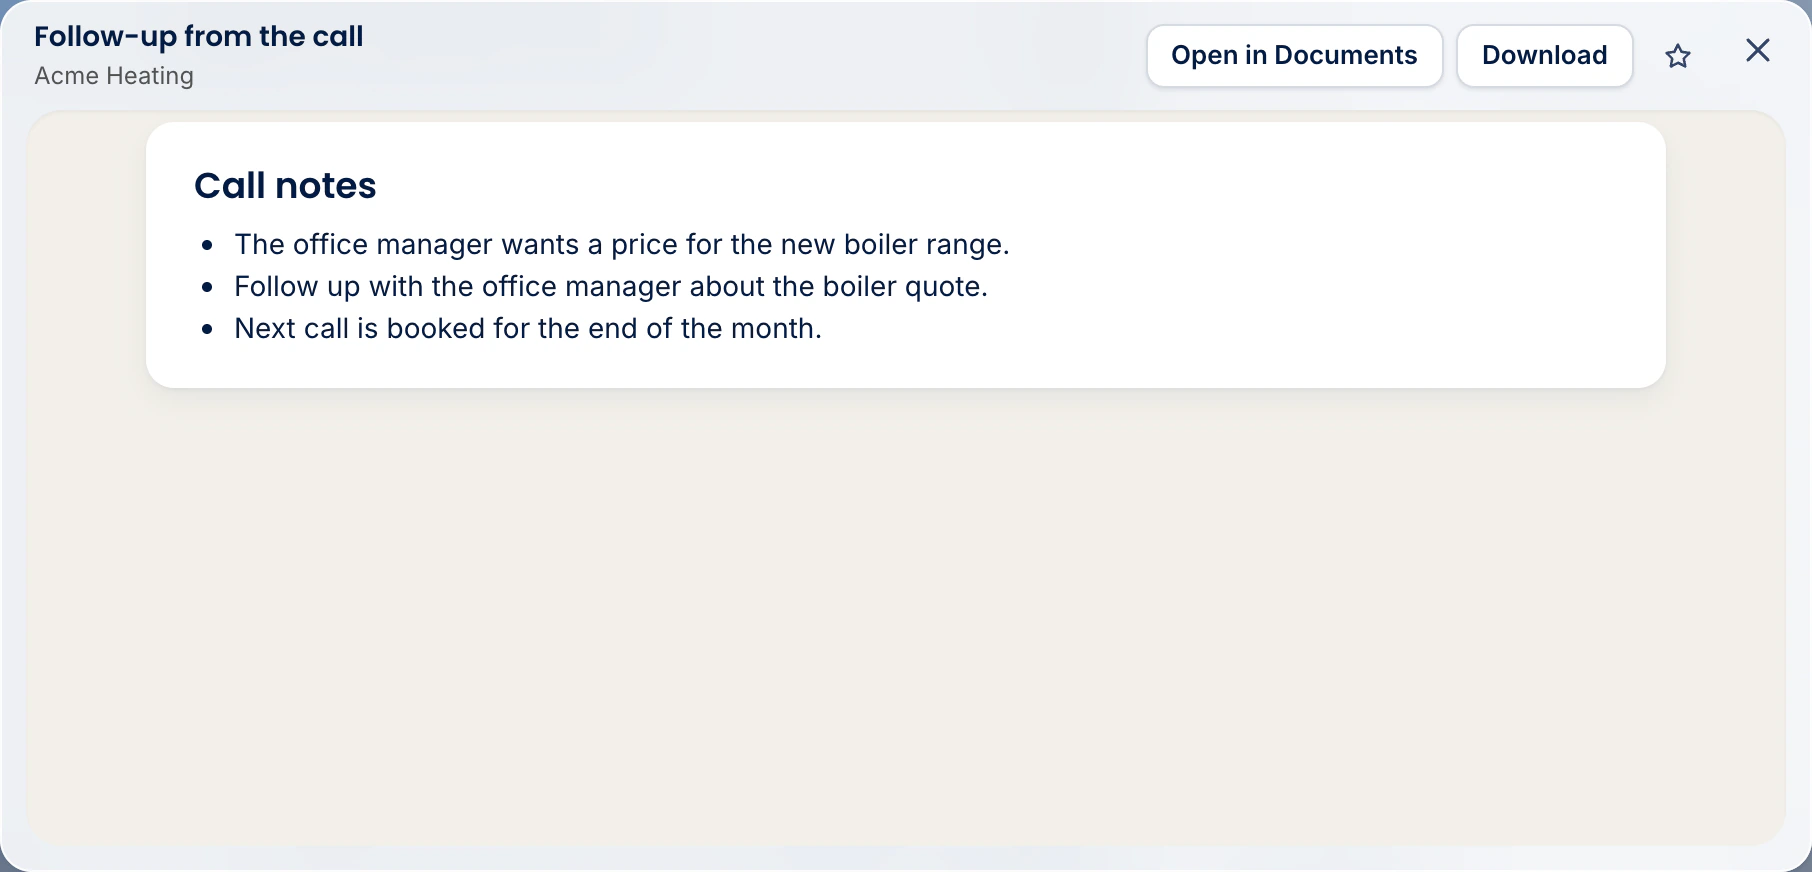 Follow-up from the call
Acme Heating
Open in Documents
Download
Call notes
• The office manager wants a price for the new boiler range.
• Follow up with the office manager about the boiler quote.
• Next call is booked for the end of the month.